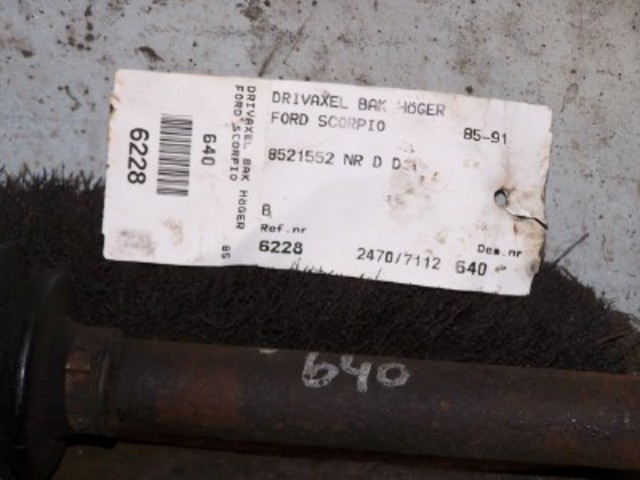 DRIVAXEL BAK HÖGER
FORD SCORPIO 85-91
8521552 NR D D
B
Ref.nr Dem.nr
6228 2470/7112 640
6228
640
DRIVAXEL BAK HÖGER
FORD SCORPIO 85
640